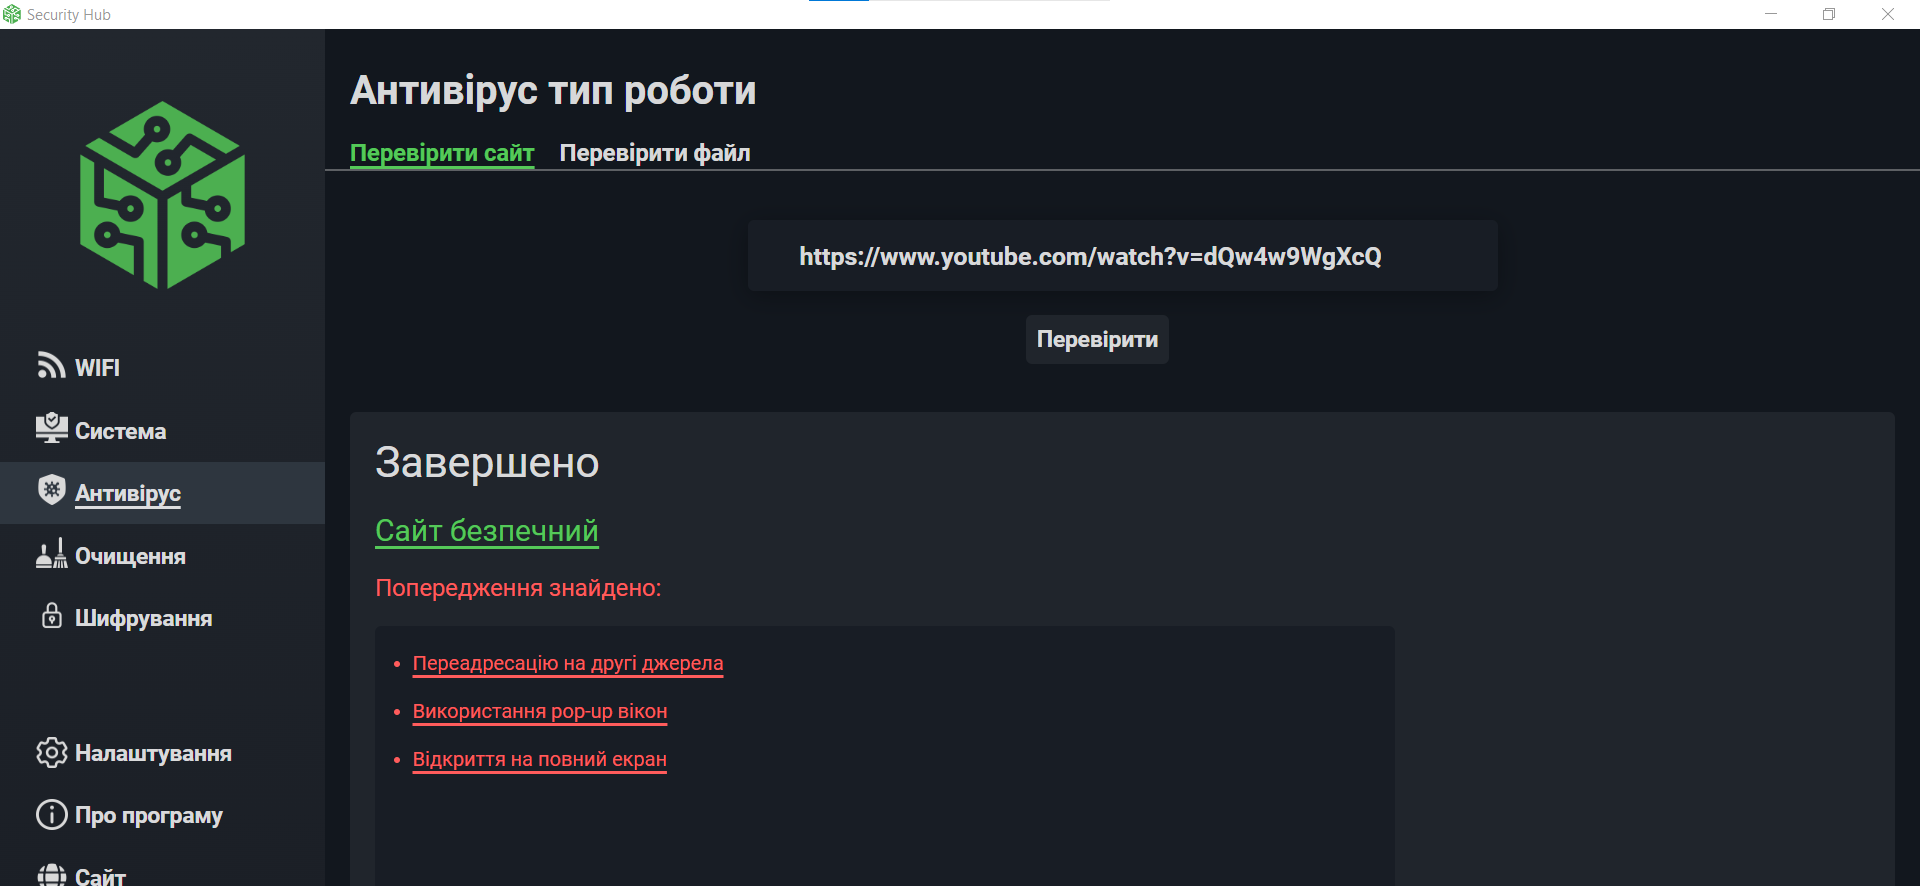 Security Hub
Антивірус тип роботи
Перевірити сайт Перевірити файл
https://www.youtube.com/watch?v=dQw4w9WgXcQ
Перевірити
WIFI
Система
Антивірус
Очищення
Шифрування
Налаштування
Про програму
Сайт
Завершено
Сайт безпечний
Попередження знайдено:
• Переадресацію на другі джерела
• Використання pop-up вікон
• Відкриття на повний екран